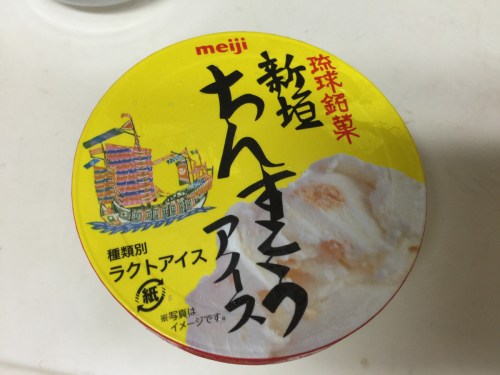 meiji
琉球銘菓
新垣
ちんすこう
アイス
種類別
ラクトアイス
紙
※写真は
イメージです。